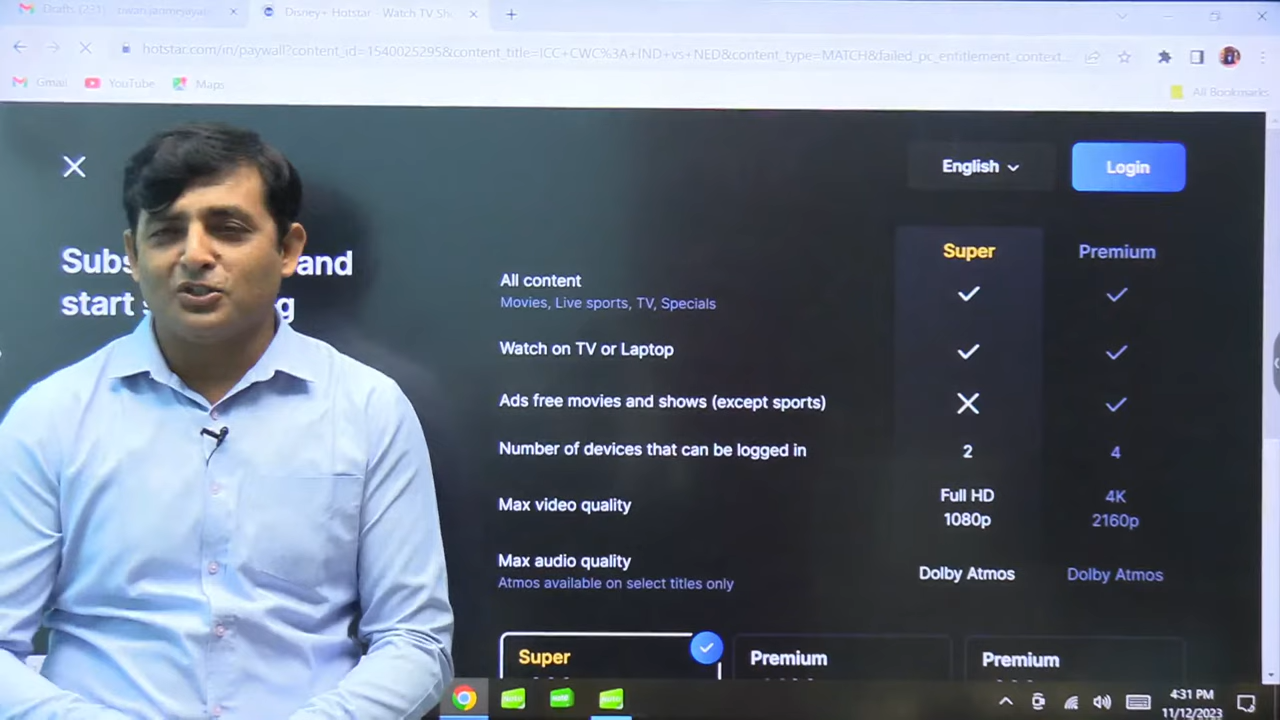 Drafts (231)
Disney+ Hotstar - Watch TV Sh
hotstar.com/in/paywall?content_id=1540025295&content_title=ICC+CWC%3A+IND+vs+NED&content_type=MATCH&failed_pc_entitlement_context...
Gmail YouTube Maps All Bookmarks
English Login
Subs and
start s g
Super Premium
All content
Movies, Live sports, TV, Specials
Watch on TV or Laptop
Ads free movies and shows (except sports)
Number of devices that can be logged in 2 4
Max video quality Full HD 4K
1080p 2160p
Max audio quality Dolby Atmos Dolby Atmos
Atmos available on select titles only
Super Premium Premium
4:31 PM
11/12/2023